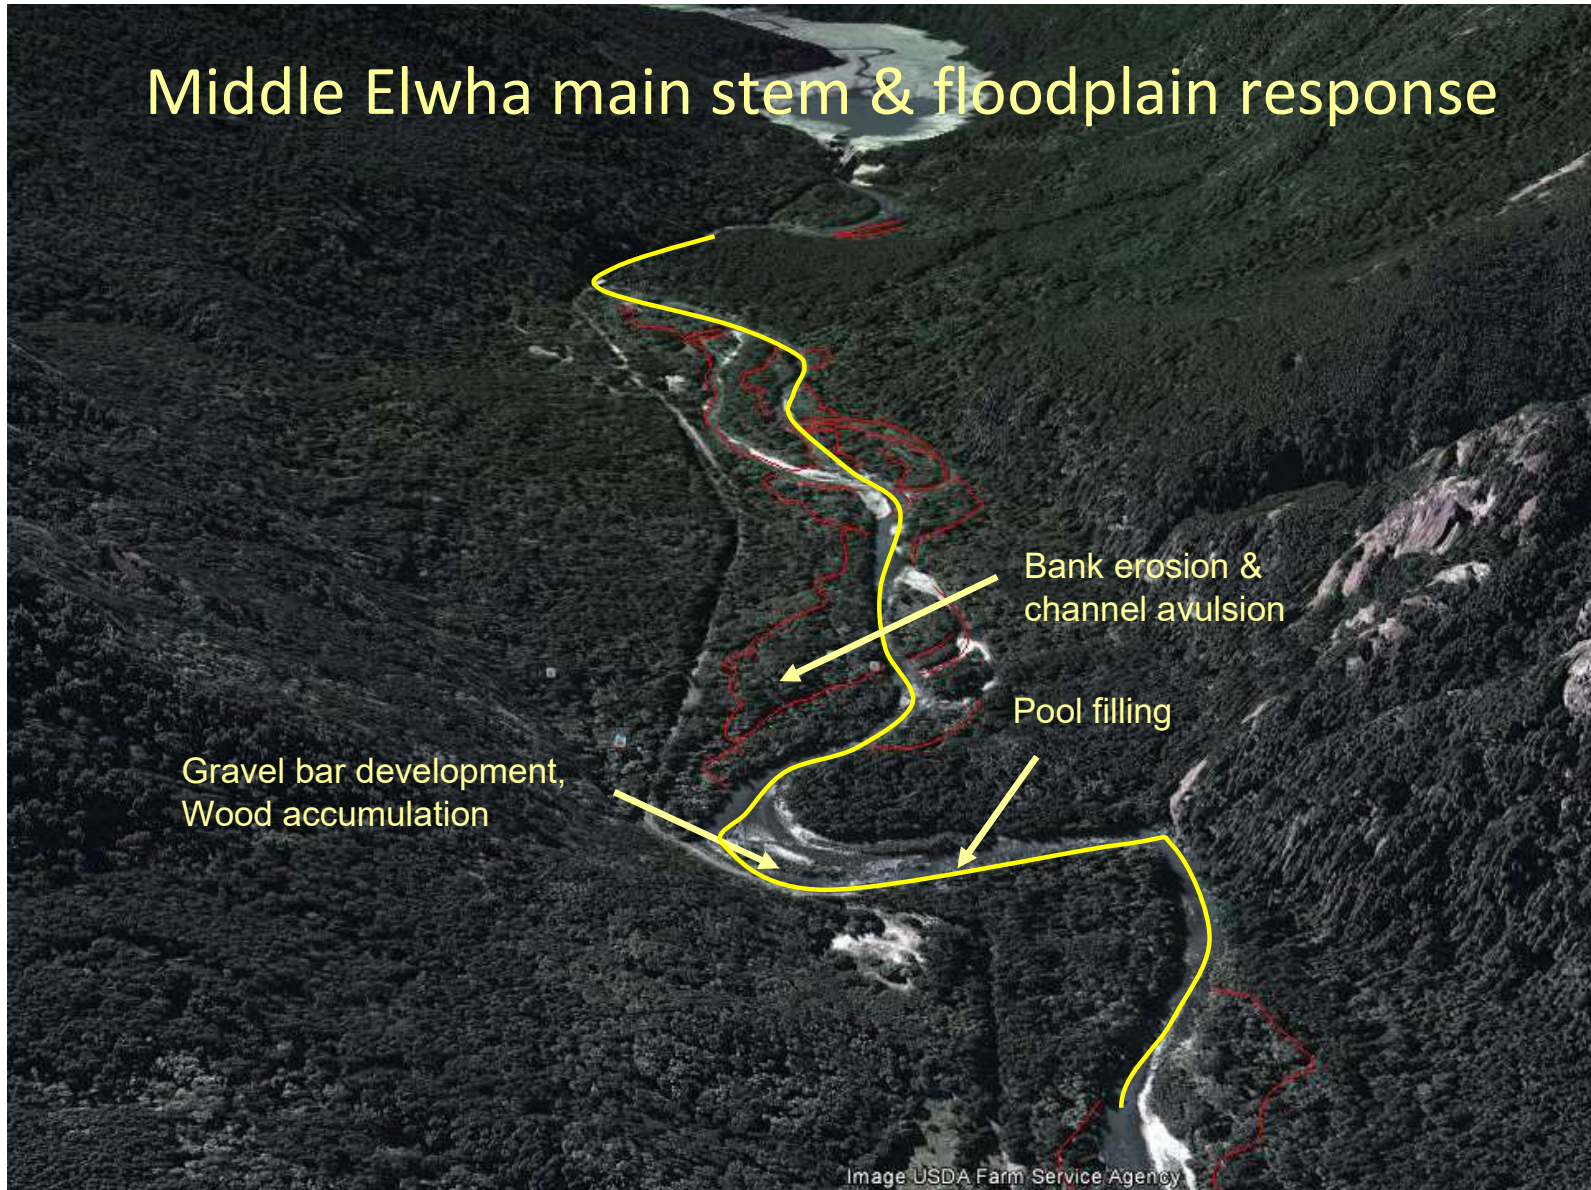 Middle Elwha main stem & floodplain response
Bank erosion &
channel avulsion
Pool filling
Gravel bar development,
Wood accumulation
Image USDA Farm Service Agency